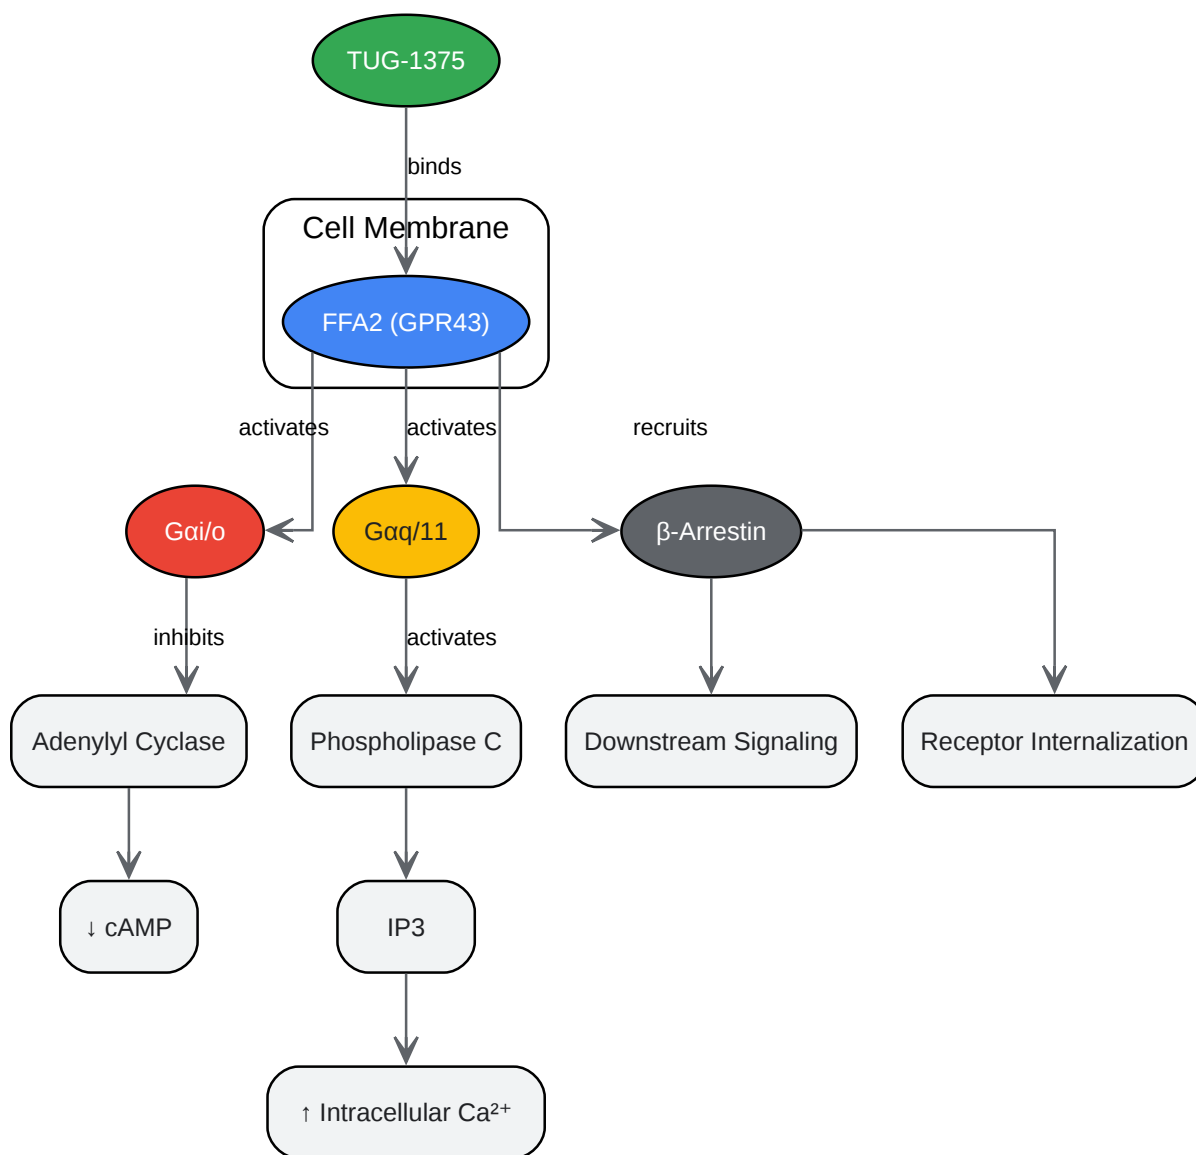 TUG-1375
binds
Cell Membrane
FFA2 (GPR43)
activates
activates
recruits
Gαi/o
Gαq/11
β-Arrestin
inhibits
activates
Adenylyl Cyclase
Phospholipase C
Downstream Signaling
Receptor Internalization
↓ cAMP
IP3
↑ Intracellular Ca²⁺